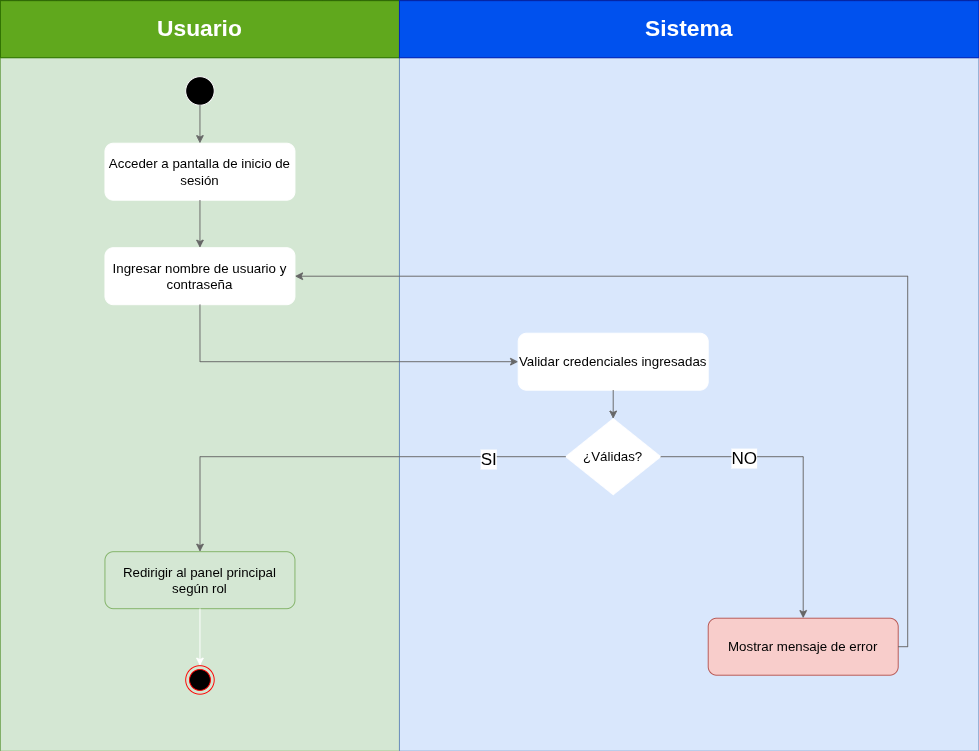 Usuario
Sistema
Acceder a pantalla de inicio de
sesión
Ingresar nombre de usuario y
contraseña
Validar credenciales ingresadas
¿Válidas?
SI
NO
Redirigir al panel principal
según rol
Mostrar mensaje de error